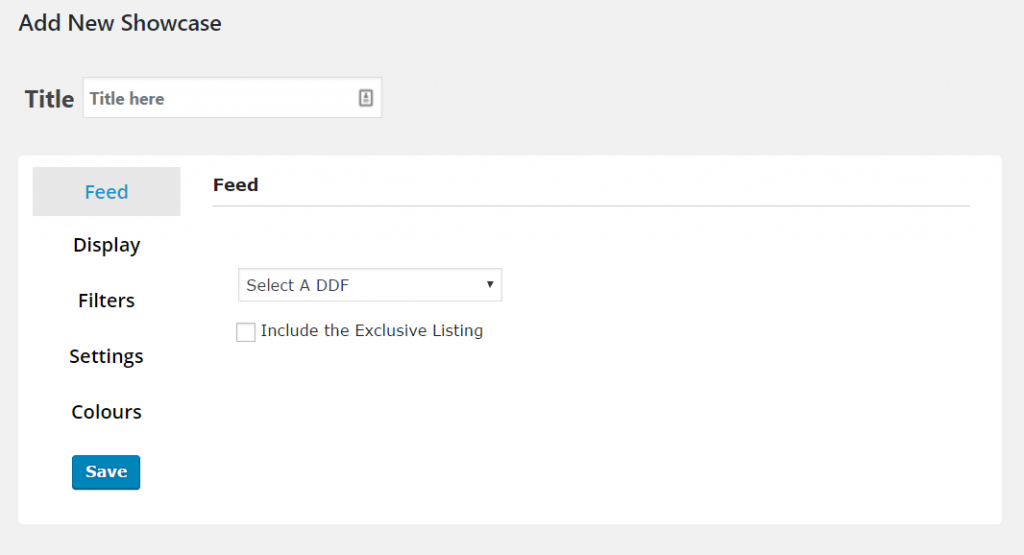 Add New Showcase
Title
Title here
Feed
Display
Filters
Settings
Colours
Save
Feed
Select A DDF
Include the Exclusive Listing